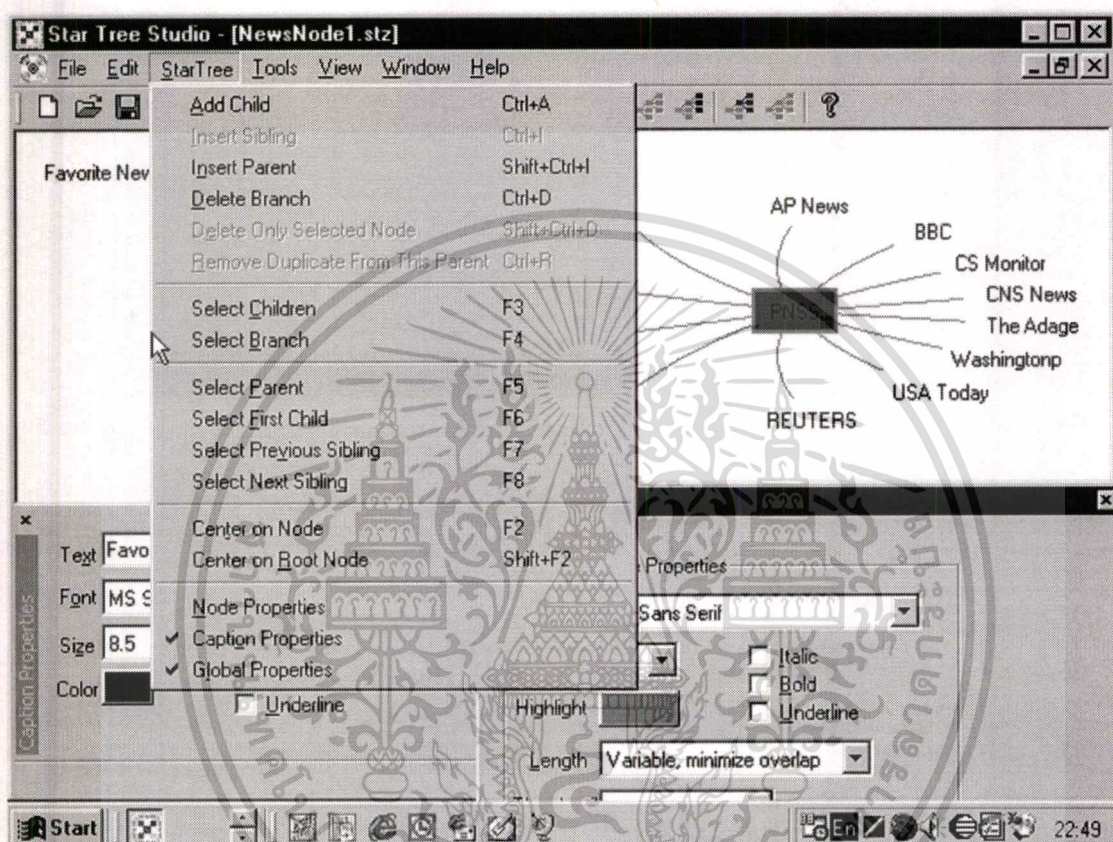 Star Tree Studio - [NewsNode1.stz]
File Edit StarTree Tools View Window Help
Add Child Ctrl+A
Insert Sibling Ctrl+I
Insert Parent Shift+Ctrl+I
Delete Branch Ctrl+D
Delete Only Selected Node Shift+Ctrl+D
Remove Duplicate From This Parent Ctrl+R
Select Children F3
Select Branch F4
Select Parent F5
Select First Child F6
Select Previous Sibling F7
Select Next Sibling F8
Center on Node F2
Center on Root Node Shift+F2
Node Properties
Caption Properties
Global Properties
Favorite New
AP News
BBC
CS Monitor
CNS News
The Adage
Washingtonp
USA Today
REUTERS
PNSS
Caption Properties
Text Favo
Font MS S
Size 8.5
Color
Underline
Properties
Sans Serif
Italic
Bold
Highlight
Underline
Length Variable, minimize overlap
Start
En
22:49